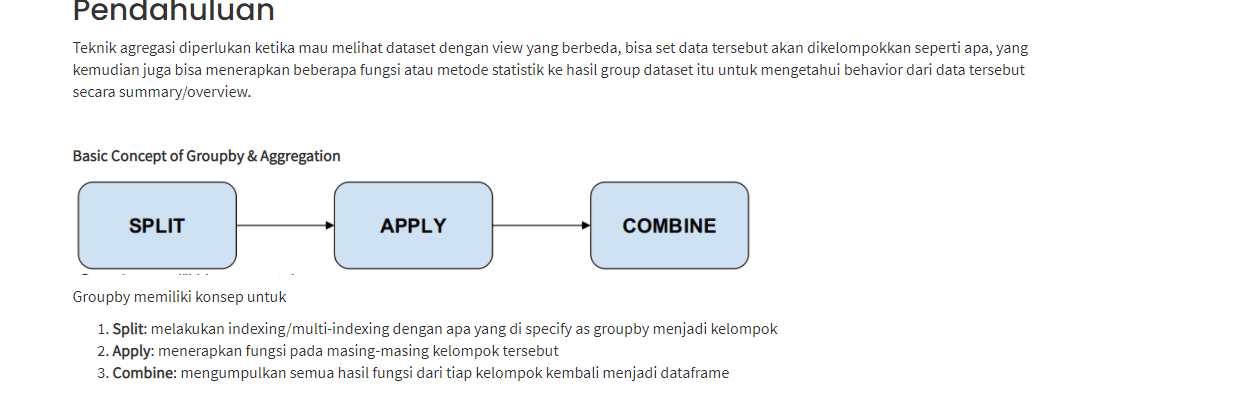 Pendahuluan
Teknik agregasi diperlukan ketika mau melihat dataset dengan view yang berbeda, bisa set data tersebut akan dikelompokkan seperti apa, yang
kemudian juga bisa menerapkan beberapa fungsi atau metode statistik ke hasil group dataset itu untuk mengetahui behavior dari data tersebut
secara summary/overview.
Basic Concept of Groupby & Aggregation
SPLIT
APPLY
COMBINE
Groupby memiliki konsep untuk
1. Split: melakukan indexing/multi-indexing dengan apa yang di specify as groupby menjadi kelompok
2. Apply: menerapkan fungsi pada masing-masing kelompok tersebut
3. Combine: mengumpulkan semua hasil fungsi dari tiap kelompok kembali menjadi dataframe